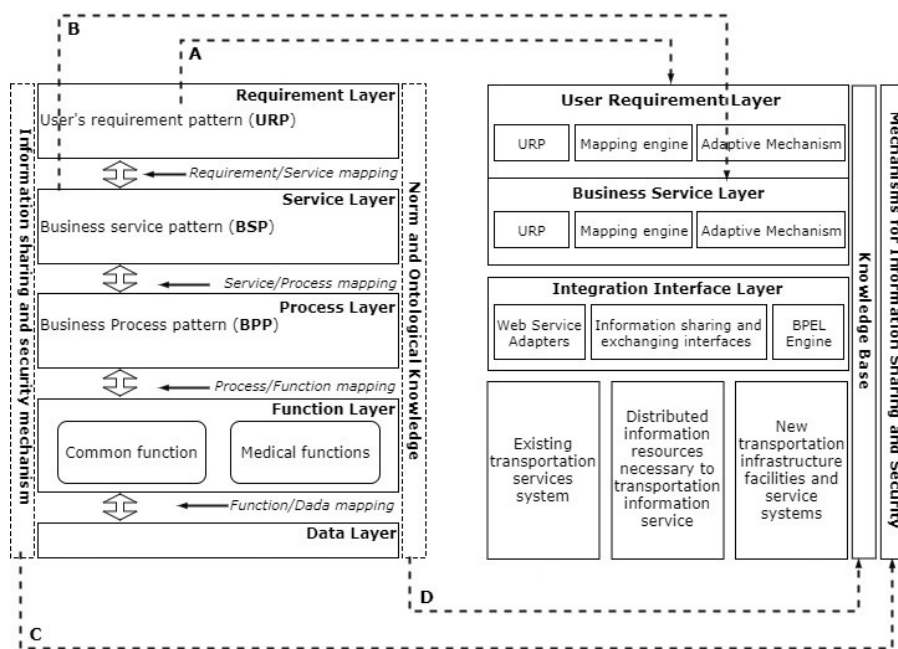 B
A
Requirement Layer
User's requirement pattern (URP)
Requirement/Service mapping
Service Layer
Business service pattern (BSP)
Service/Process mapping
Process Layer
Business Process pattern (BPP)
Process/Function mapping
Function Layer
Common function
Medical functions
Function/Dada mapping
Data Layer
Information sharing and security mechanism
Norm and Ontological Knowledge
User Requirement Layer
URP
Mapping engine
Adaptive Mechanism
Business Service Layer
URP
Mapping engine
Adaptive Mechanism
Integration Interface Layer
Web Service
Adapters
Information sharing and
exchanging interfaces
BPEL
Engine
Existing
transportation
services
system
Distributed
information
resources
necessary to
transportation
information
service
New
transportation
infrastructure
facilities and
service
systems
Knowledge Base
Mechanisms for Information Sharing and Security
D
C